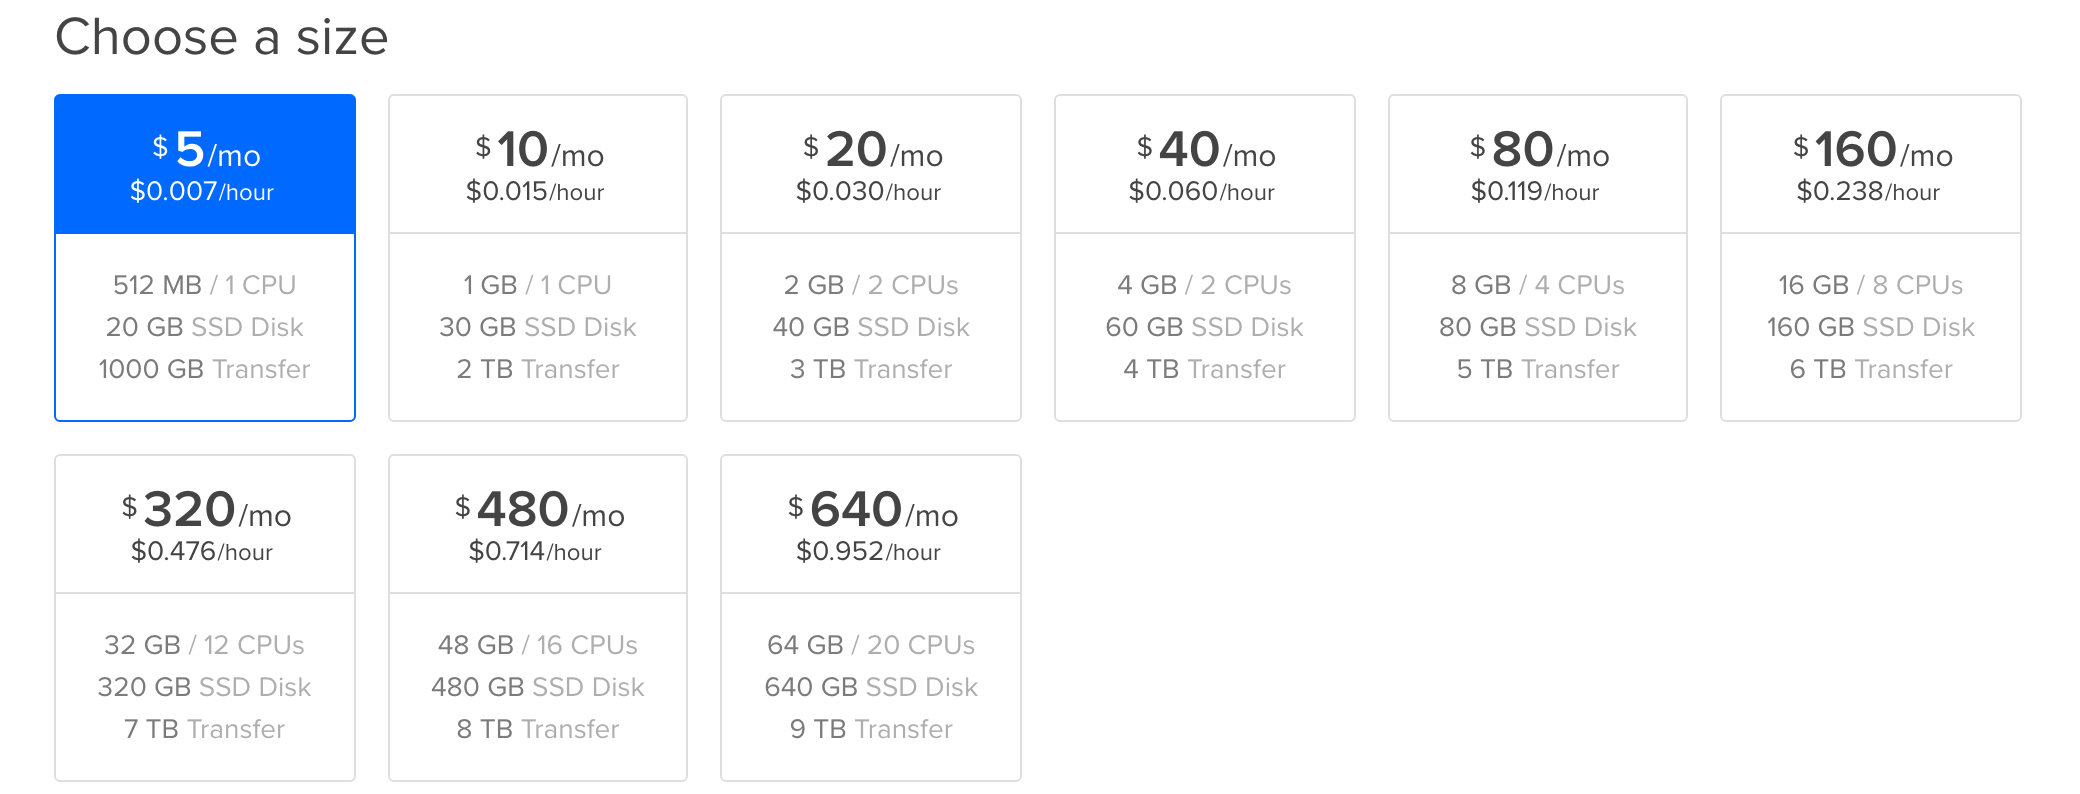 Choose a size
$5/mo
$0.007/hour
512 MB / 1 CPU
20 GB SSD Disk
1000 GB Transfer
$10/mo
$0.015/hour
1 GB / 1 CPU
30 GB SSD Disk
2 TB Transfer
$20/mo
$0.030/hour
2 GB / 2 CPUs
40 GB SSD Disk
3 TB Transfer
$40/mo
$0.060/hour
4 GB / 2 CPUs
60 GB SSD Disk
4 TB Transfer
$80/mo
$0.119/hour
8 GB / 4 CPUs
80 GB SSD Disk
5 TB Transfer
$160/mo
$0.238/hour
16 GB / 8 CPUs
160 GB SSD Disk
6 TB Transfer
$320/mo
$0.476/hour
32 GB / 12 CPUs
320 GB SSD Disk
7 TB Transfer
$480/mo
$0.714/hour
48 GB / 16 CPUs
480 GB SSD Disk
8 TB Transfer
$640/mo
$0.952/hour
64 GB / 20 CPUs
640 GB SSD Disk
9 TB Transfer